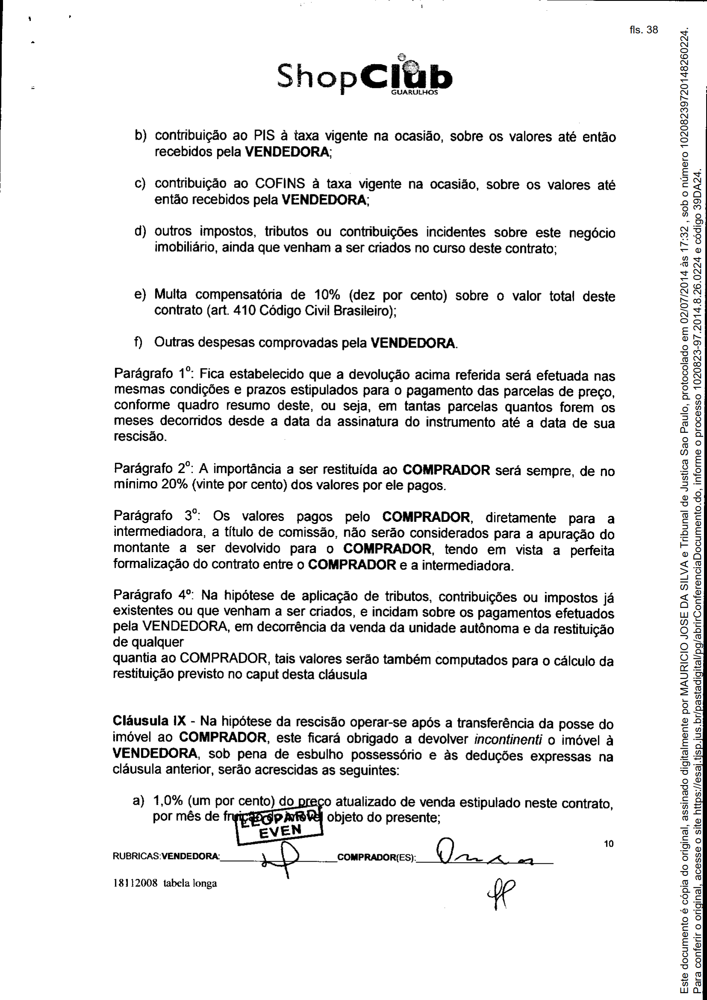 fls. 38
ShopClub
GUARULHOS
b) contribuição ao PIS à taxa vigente na ocasião, sobre os valores até então
recebidos pela VENDEDORA;
c) contribuição ao COFINS à taxa vigente na ocasião, sobre os valores até
então recebidos pela VENDEDORA;
d) outros impostos, tributos ou contribuições incidentes sobre este negócio
imobiliário, ainda que venham a ser criados no curso deste contrato;
e) Multa compensatória de 10% (dez por cento) sobre o valor total deste
contrato (art. 410 Código Civil Brasileiro);
f) Outras despesas comprovadas pela VENDEDORA.
Parágrafo 1º: Fica estabelecido que a devolução acima referida será efetuada nas
mesmas condições e prazos estipulados para o pagamento das parcelas de preço,
conforme quadro resumo deste, ou seja, em tantas parcelas quantos forem os
meses decorridos desde a data da assinatura do instrumento até a data de sua
rescisão.
Parágrafo 2º: A importância a ser restituída ao COMPRADOR será sempre, de no
mínimo 20% (vinte por cento) dos valores por ele pagos.
Parágrafo 3º: Os valores pagos pelo COMPRADOR, diretamente para a
intermediadora, a título de comissão, não serão considerados para a apuração do
montante a ser devolvido para o COMPRADOR, tendo em vista a perfeita
formalização do contrato entre o COMPRADOR e a intermediadora.
Parágrafo 4º: Na hipótese de aplicação de tributos, contribuições ou impostos já
existentes ou que venham a ser criados, e incidam sobre os pagamentos efetuados
pela VENDEDORA, em decorrência da venda da unidade autônoma e da restituição
de qualquer
quantia ao COMPRADOR, tais valores serão também computados para o cálculo da
restituição previsto no caput desta cláusula
Cláusula IX - Na hipótese da rescisão operar-se após a transferência da posse do
imóvel ao COMPRADOR, este ficará obrigado a devolver incontinenti o imóvel à
VENDEDORA, sob pena de esbulho possessório e às deduções expressas na
cláusula anterior, serão acrescidas as seguintes:
a) 1,0% (um por cento) do preço atualizado de venda estipulado neste contrato,
por mês de fruição do imóvel objeto do presente;
LEOPARDI
EVEN
10
RUBRICAS:VENDEDORA: COMPRADOR(ES):
18112008 tabela longa
Este documento é cópia do original, assinado digitalmente por MAURICIO JOSE DA SILVA e Tribunal de Justica Sao Paulo, protocolado em 02/07/2014 às 17:32 , sob o número 10208239720148260224.
Para conferir o original, acesse o site https://esaj.tjsp.jus.br/pastadigital/pg/abrirConferenciaDocumento.do, informe o processo 1020823-97.2014.8.26.0224 e código 39DA24.